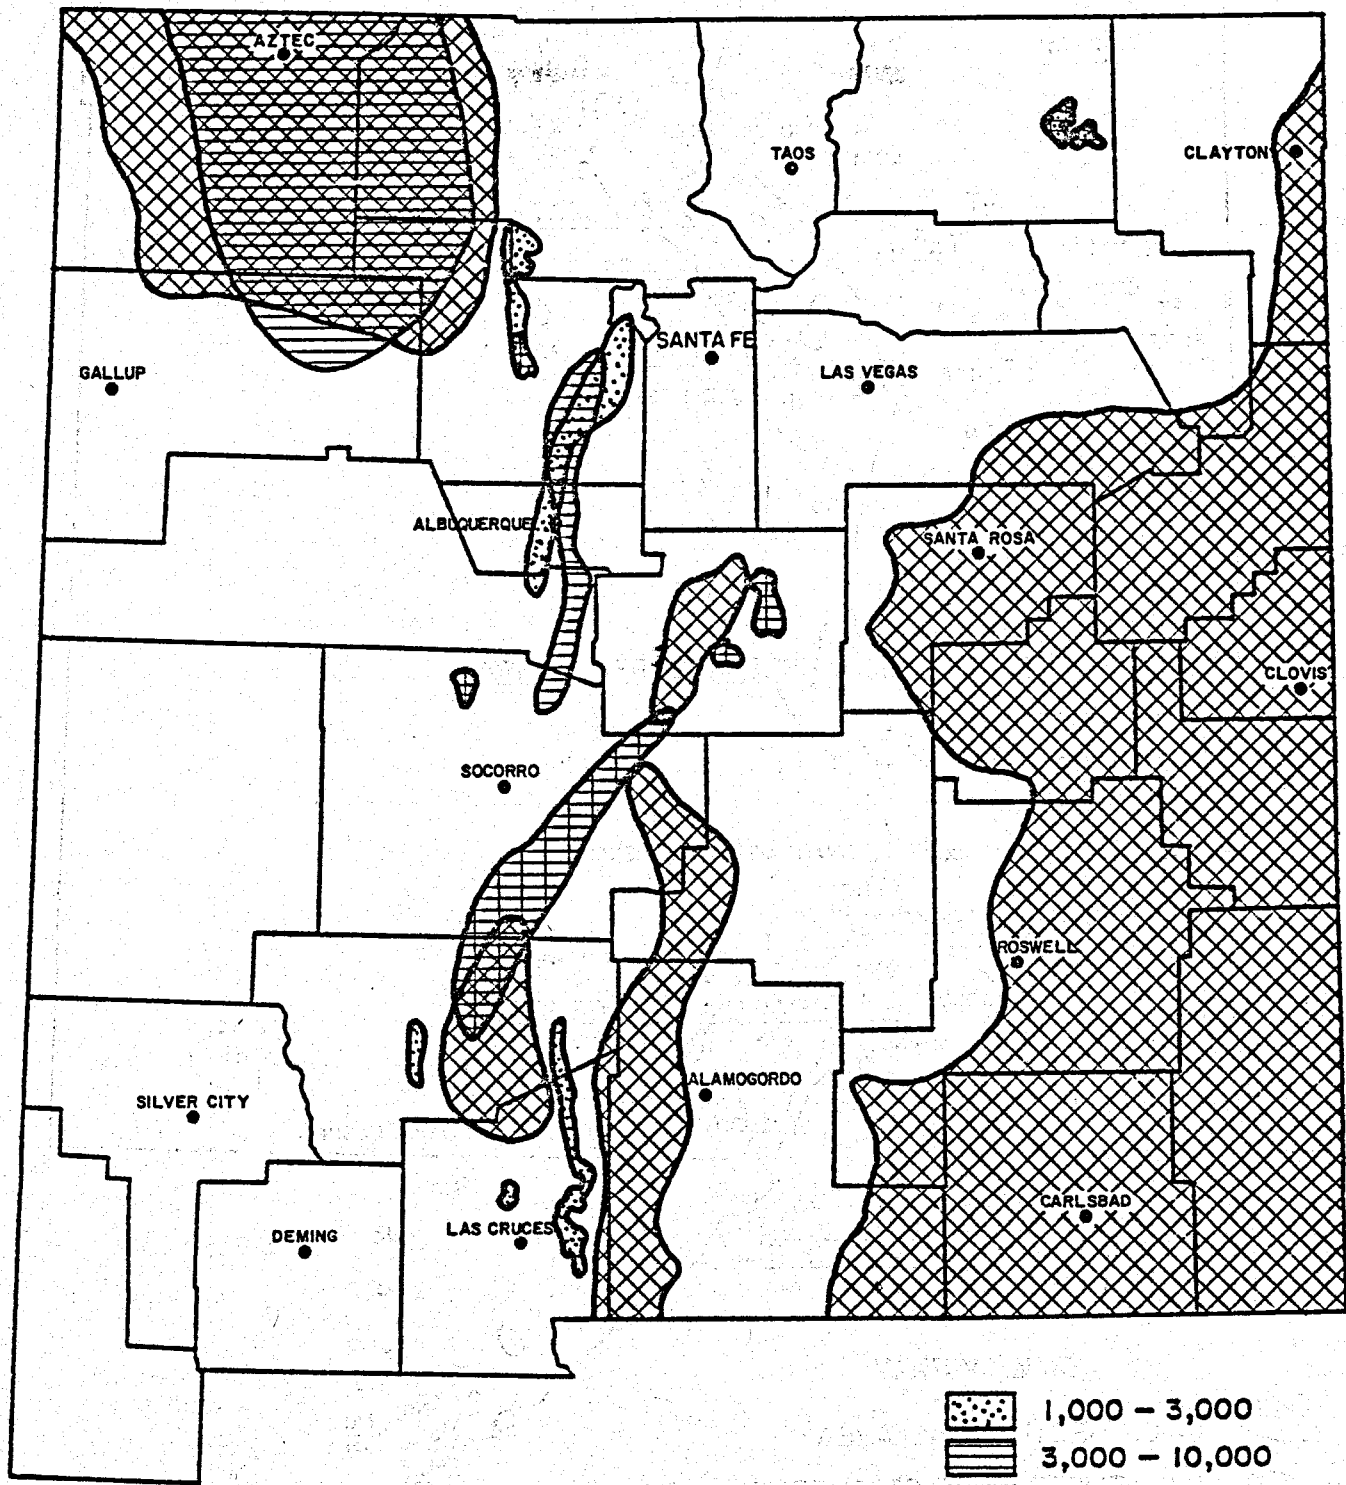 AZTEC
TAOS
CLAYTON
SANTA FE
GALLUP
LAS VEGAS
ALBUQUERQUE
SANTA ROSA
CLOVIS
SOCORRO
ROSWELL
ALAMOGORDO
SILVER CITY
CARLSBAD
LAS CRUCES
DEMING
1,000 – 3,000
3,000 – 10,000